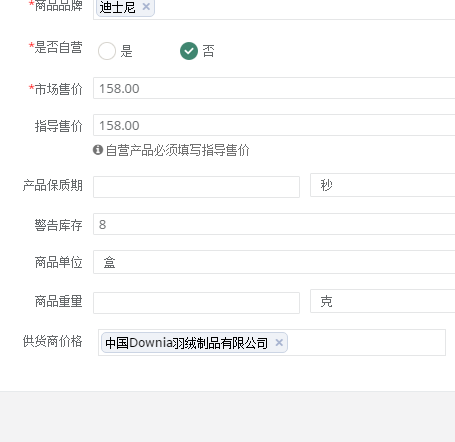 *商品品牌 迪士尼 ×
*是否自营 是 否
*市场售价 158.00
指导售价 158.00
自营产品必须填写指导售价
产品保质期 秒
警告库存 8
商品单位 盒
商品重量 克
供货商价格 中国Downia羽绒制品有限公司 ×